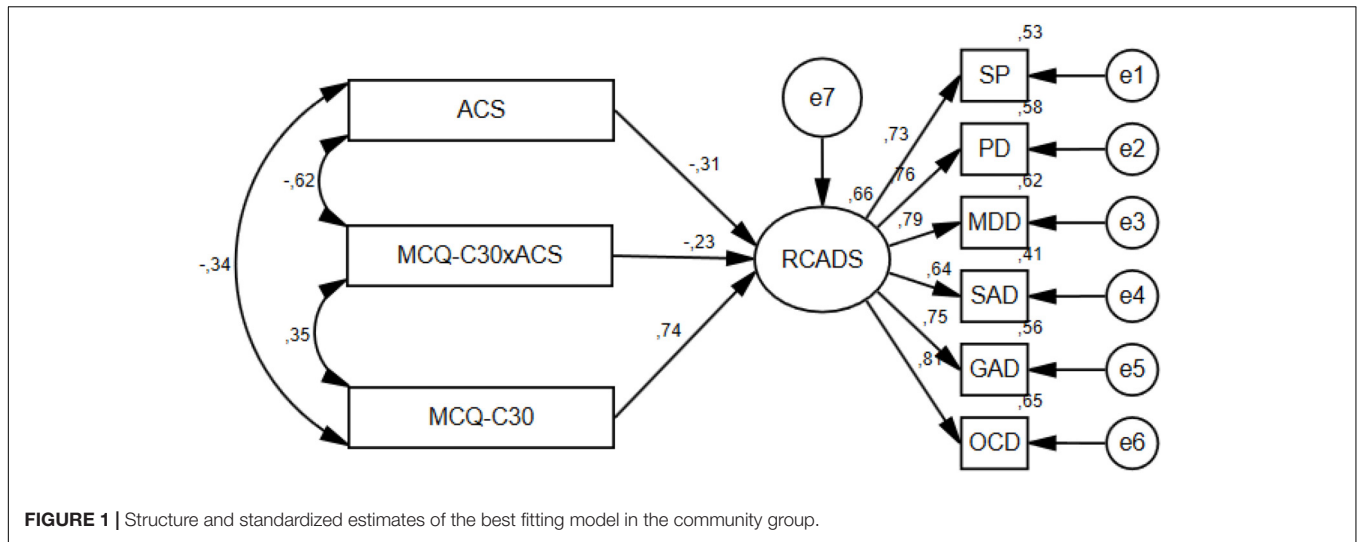 ,53
SP
e1
,58
,73
PD
e2
,62
,76
MDD
e3
,41
,79
SAD
e4
,56
,64
GAD
e5
,65
,75
OCD
e6
,81
e7
,66
RCADS
ACS
-,31
-,62
MCQ-C30xACS
-,23
-,34
,35
MCQ-C30
,74
FIGURE 1 | Structure and standardized estimates of the best fitting model in the community group.